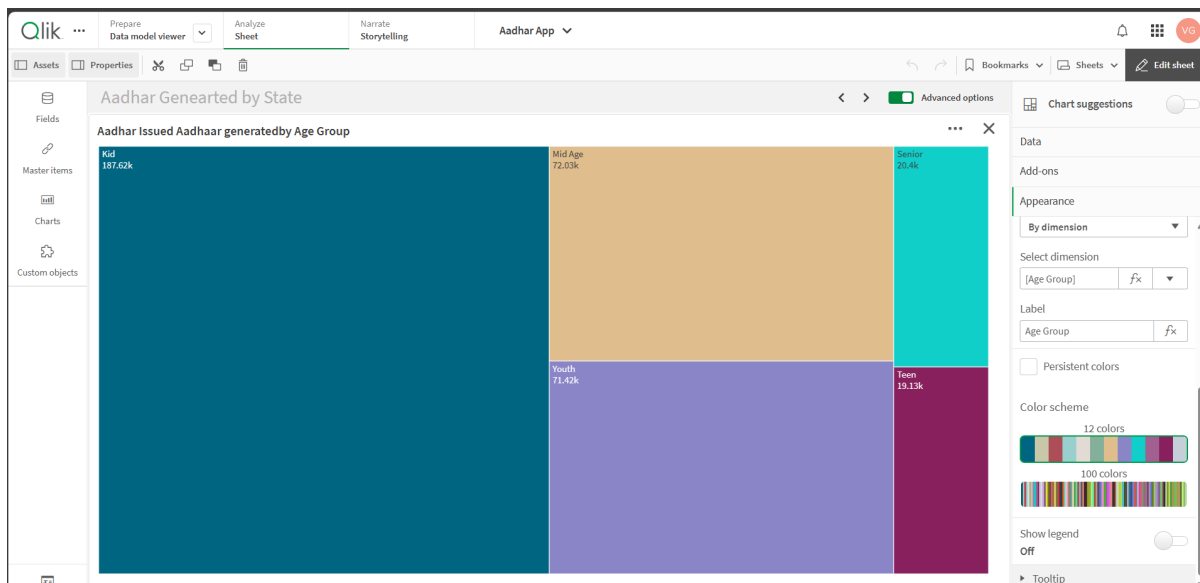 Qlik
Prepare
Data model viewer
Analyze
Sheet
Narrate
Storytelling
Aadhar App
VG
Assets
Properties
Bookmarks
Sheets
Edit sheet
Fields
Master items
Charts
Custom objects
Aadhar Genearted by State
Advanced options
Aadhar Issued Aadhaar generatedby Age Group
Kid
187.62k
Mid Age
72.03k
Senior
20.4k
Youth
71.42k
Teen
19.13k
Chart suggestions
Data
Add-ons
Appearance
By dimension
Select dimension
[Age Group]
fx
Label
Age Group
fx
Persistent colors
Color scheme
12 colors
100 colors
Show legend
Off
Tooltip